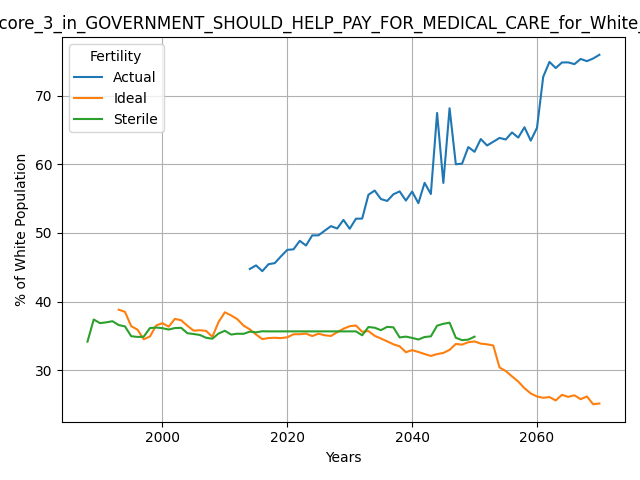 core_3_in_GOVERNMENT_SHOULD_HELP_PAY_FOR_MEDICAL_CARE_for_White_
Fertility
Actual
Ideal
Sterile
% of White Population
70
60
50
40
30
2000
2020
2040
2060
Years